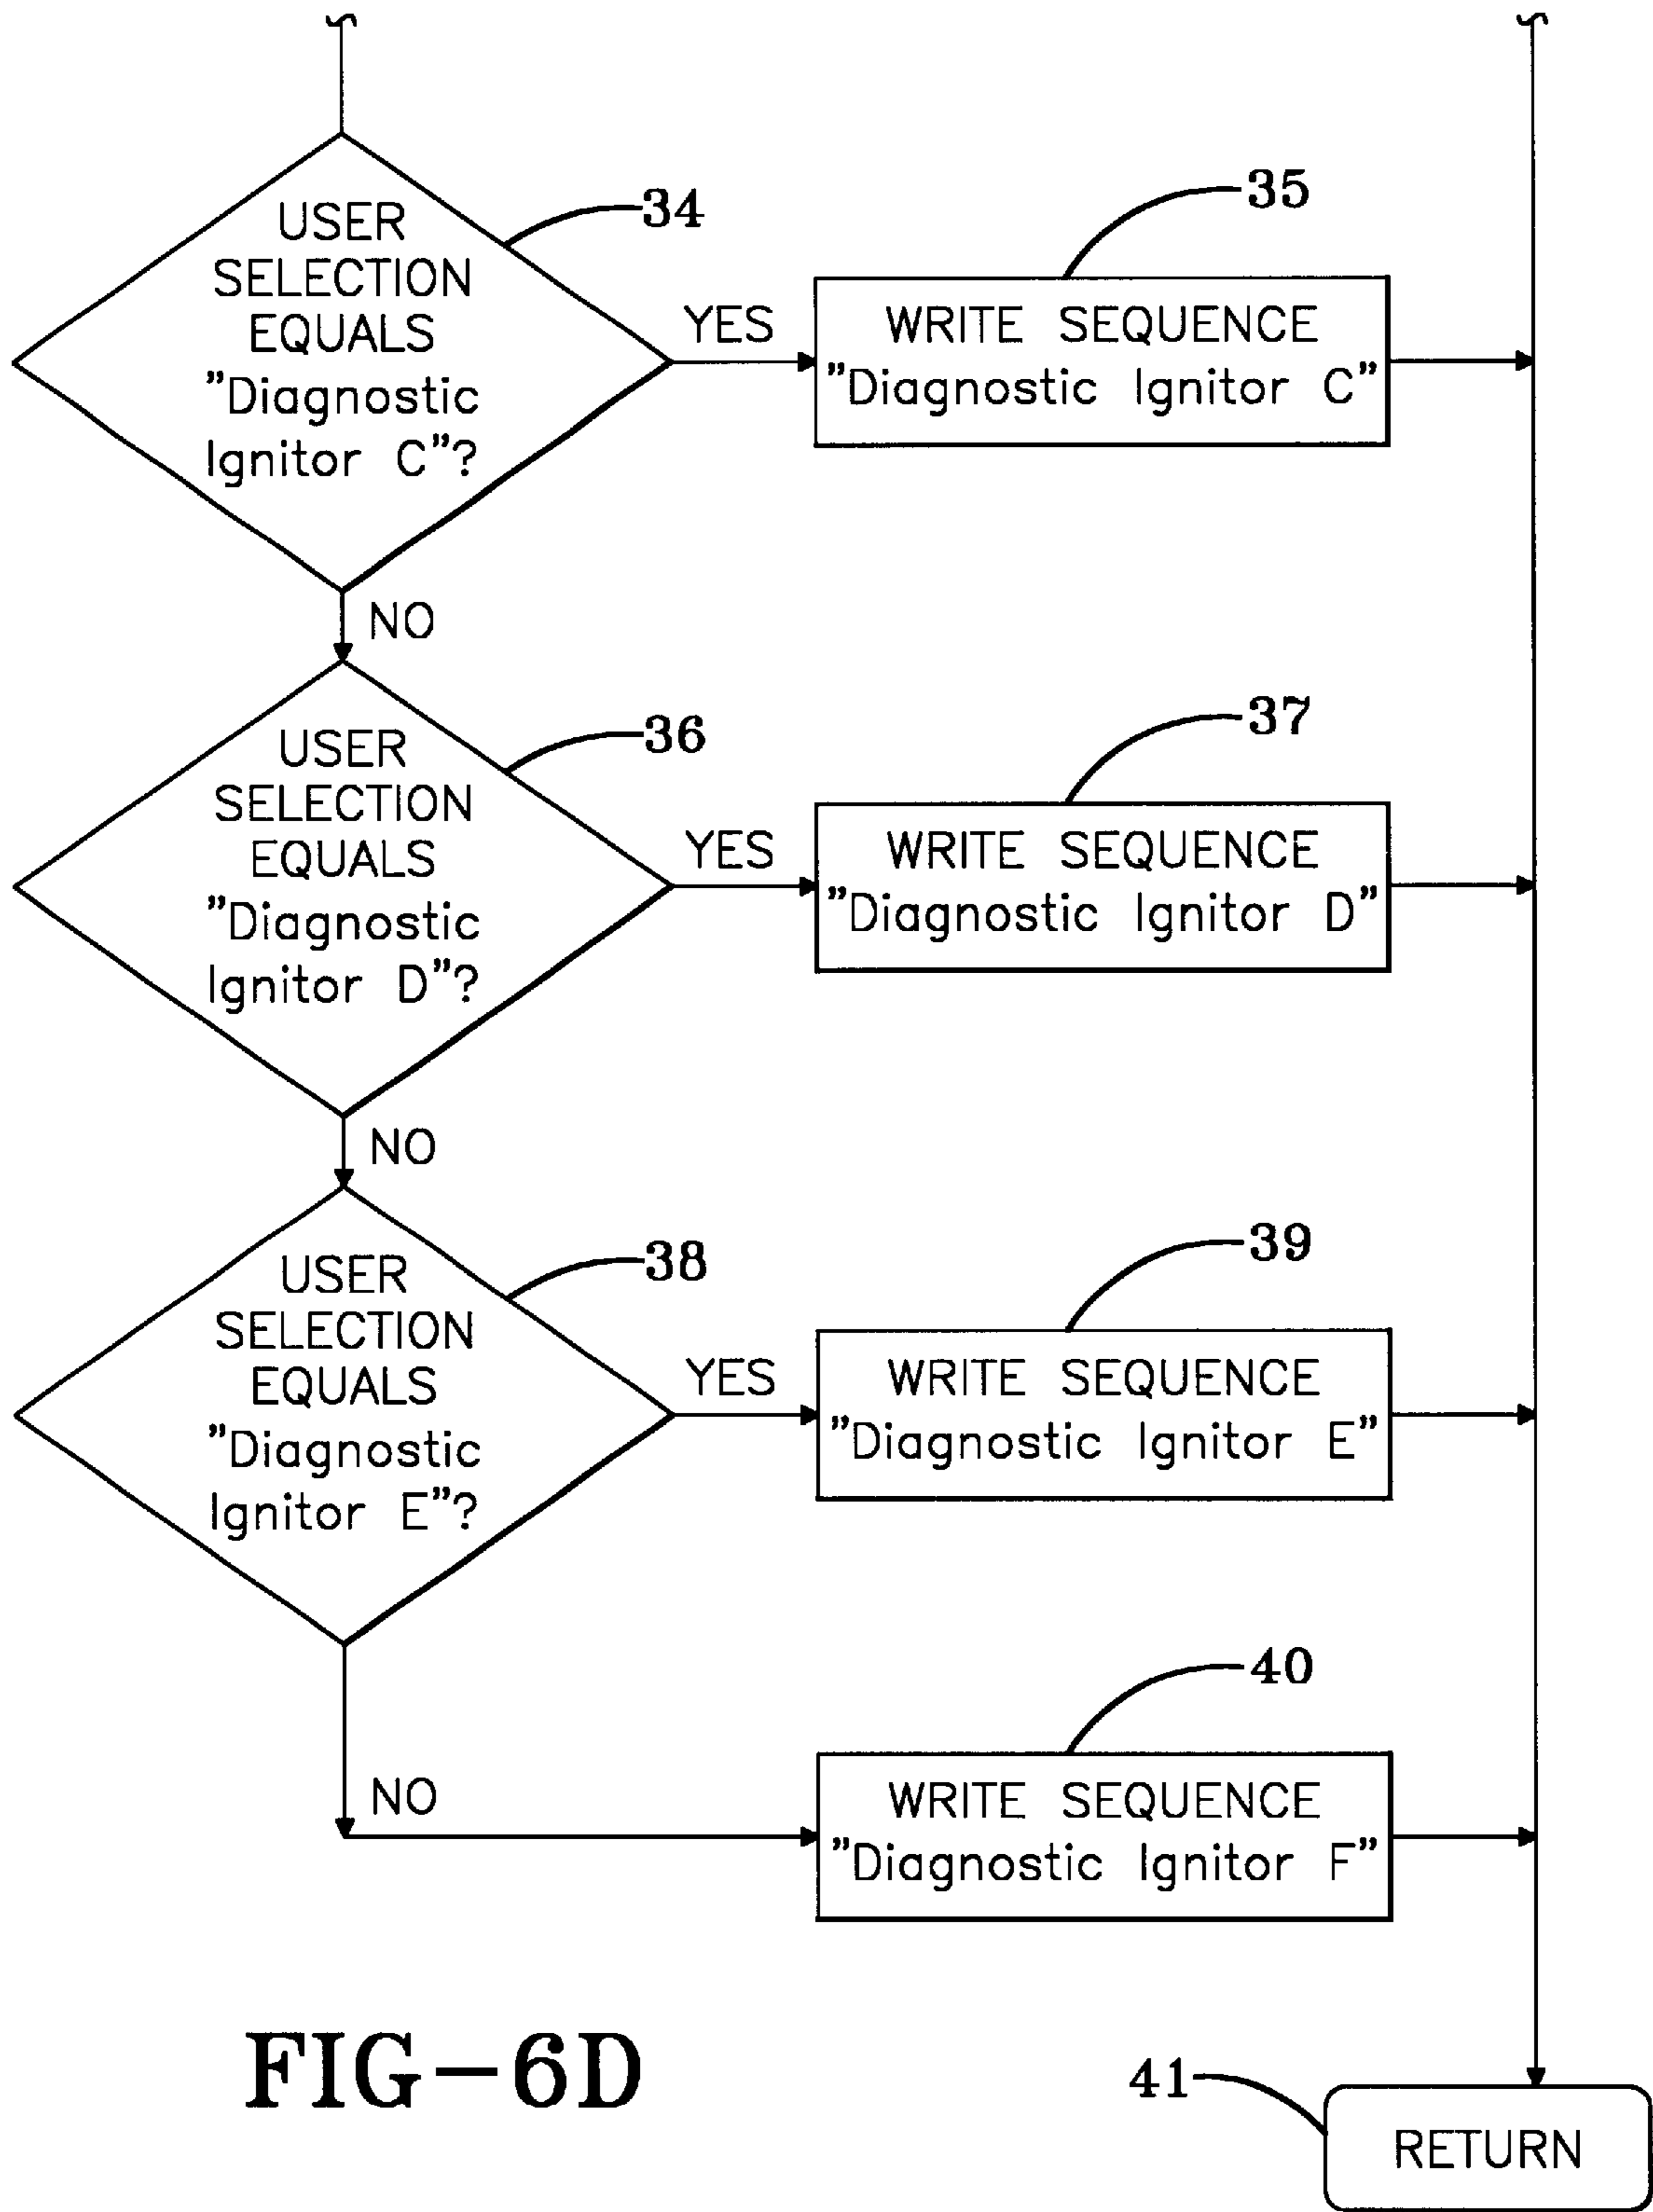 USER
SELECTION
EQUALS
"Diagnostic
Ignitor C"?
34
YES
35
WRITE SEQUENCE
"Diagnostic Ignitor C"
NO
USER
SELECTION
EQUALS
"Diagnostic
Ignitor D"?
36
YES
37
WRITE SEQUENCE
"Diagnostic Ignitor D"
NO
USER
SELECTION
EQUALS
"Diagnostic
Ignitor E"?
38
YES
39
WRITE SEQUENCE
"Diagnostic Ignitor E"
NO
40
WRITE SEQUENCE
"Diagnostic Ignitor F"
41
RETURN
FIG-6D